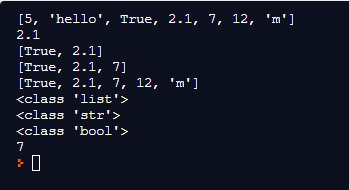 [5, 'hello', True, 2.1, 7, 12, 'm']
2.1
[True, 2.1]
[True, 2.1, 7]
[True, 2.1, 7, 12, 'm']
<class 'list'>
<class 'str'>
<class 'bool'>
7
>